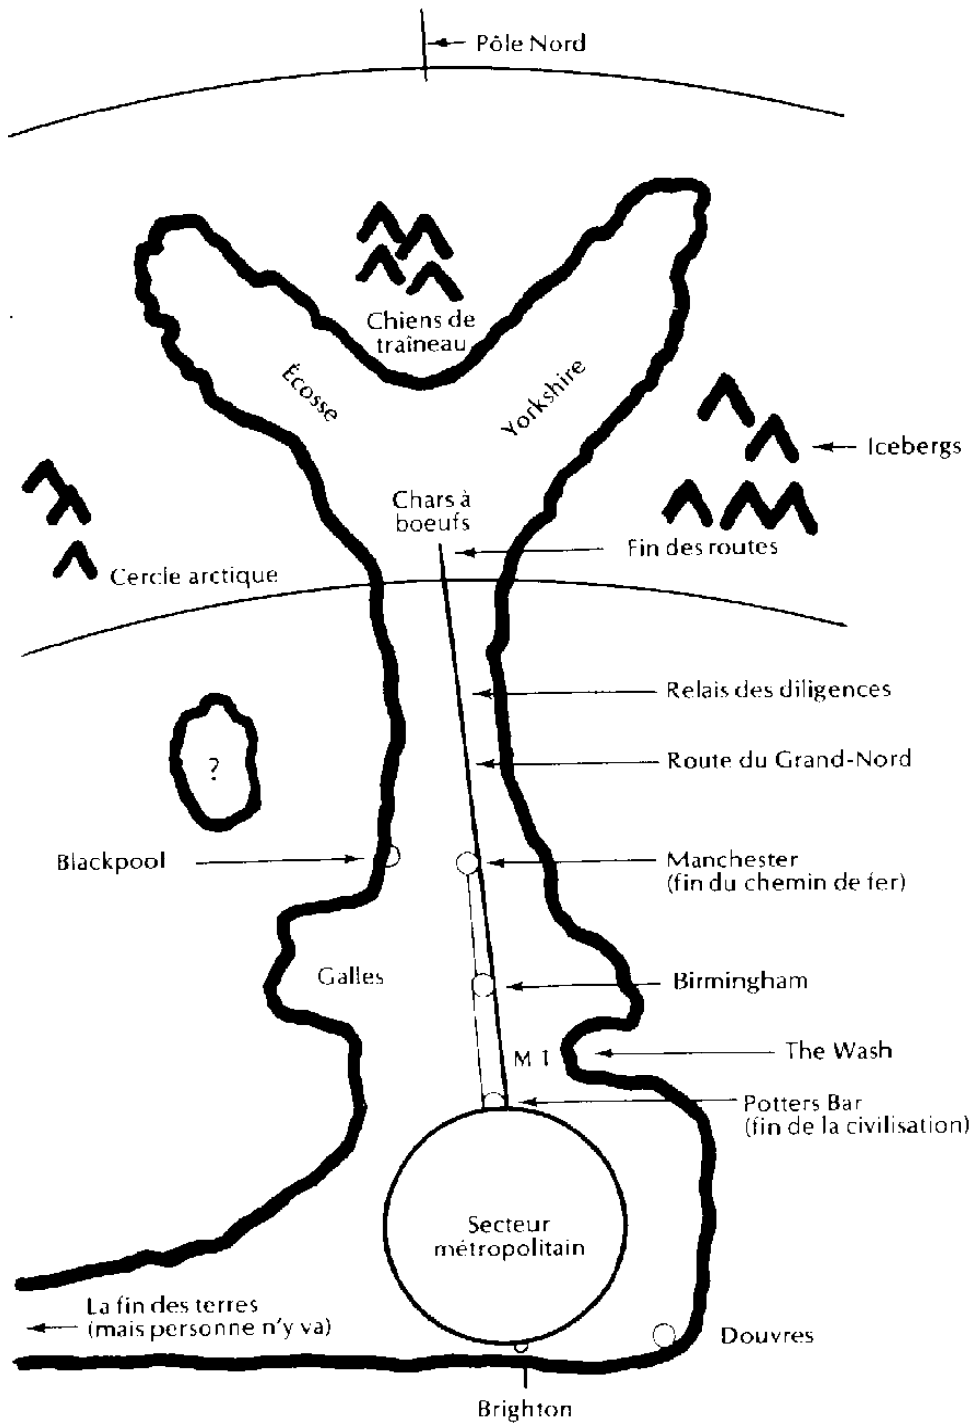 Pôle Nord
Chiens de
traîneau
Écosse
Yorkshire
Icebergs
Chars à
boeufs
Fin des routes
Cercle arctique
Relais des diligences
?
Route du Grand-Nord
Blackpool
Manchester
(fin du chemin de fer)
Galles
Birmingham
M 1
The Wash
Potters Bar
(fin de la civilisation)
Secteur
métropolitain
La fin des terres
(mais personne n'y va)
Douvres
Brighton